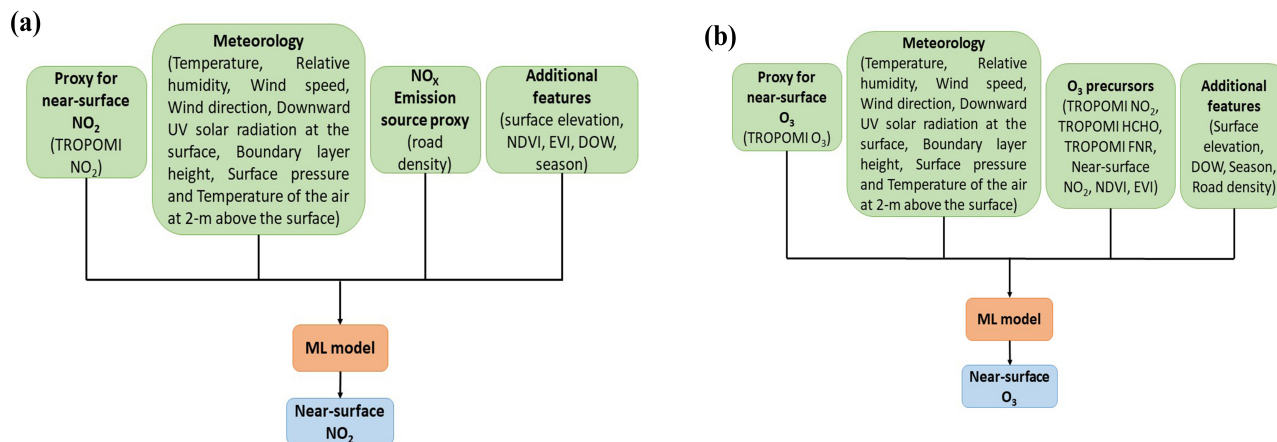 (a)
Proxy for
near-surface
NO₂
(TROPOMI
NO₂)
Meteorology
(Temperature, Relative
humidity, Wind speed,
Wind direction, Downward
UV solar radiation at the
surface, Boundary layer
height, Surface pressure
and Temperature of the air
at 2-m above the surface)
NOₓ
Emission
source proxy
(road
density)
Additional
features
(surface elevation,
NDVI, EVI, DOW,
season)
ML model
Near-surface
NO₂
(b)
Proxy for
near-surface
O₃
(TROPOMI O₃)
Meteorology
(Temperature, Relative
humidity, Wind speed,
Wind direction, Downward
UV solar radiation at the
surface, Boundary layer
height, Surface pressure
and Temperature of the air
at 2-m above the surface)
O₃ precursors
(TROPOMI NO₂,
TROPOMI HCHO,
TROPOMI FNR,
Near-surface
NO₂, NDVI, EVI)
Additional
features
(Surface
elevation,
DOW, Season,
Road density)
ML model
Near-surface
O₃